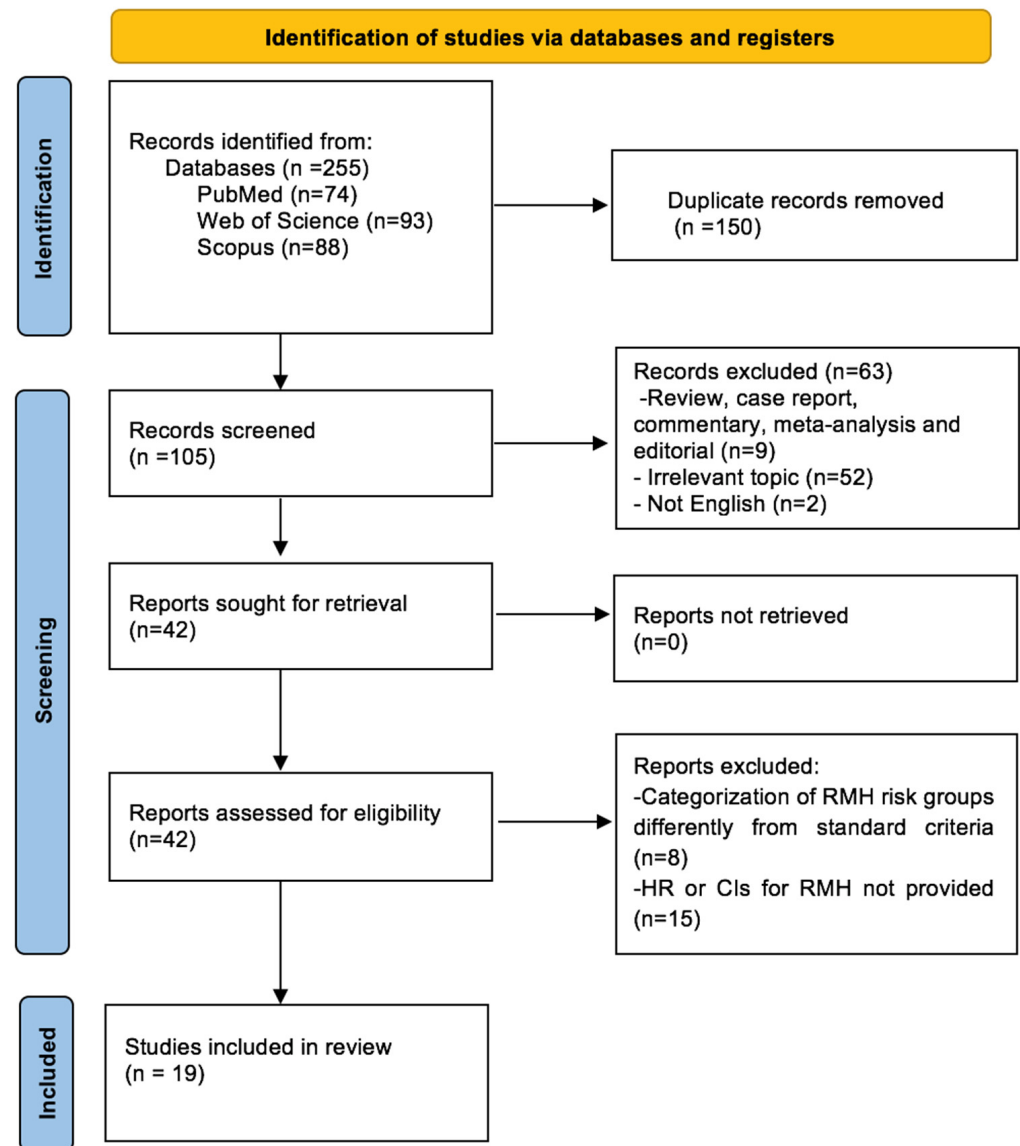 Identification of studies via databases and registers
Identification
Records identified from:
Databases (n =255)
PubMed (n=74)
Web of Science (n=93)
Scopus (n=88)
Duplicate records removed
(n =150)
Screening
Records screened
(n =105)
Records excluded (n=63)
-Review, case report,
commentary, meta-analysis and
editorial (n=9)
- Irrelevant topic (n=52)
- Not English (n=2)
Reports sought for retrieval
(n=42)
Reports not retrieved
(n=0)
Reports assessed for eligibility
(n=42)
Reports excluded:
-Categorization of RMH risk groups
differently from standard criteria
(n=8)
-HR or CIs for RMH not provided
(n=15)
Included
Studies included in review
(n = 19)